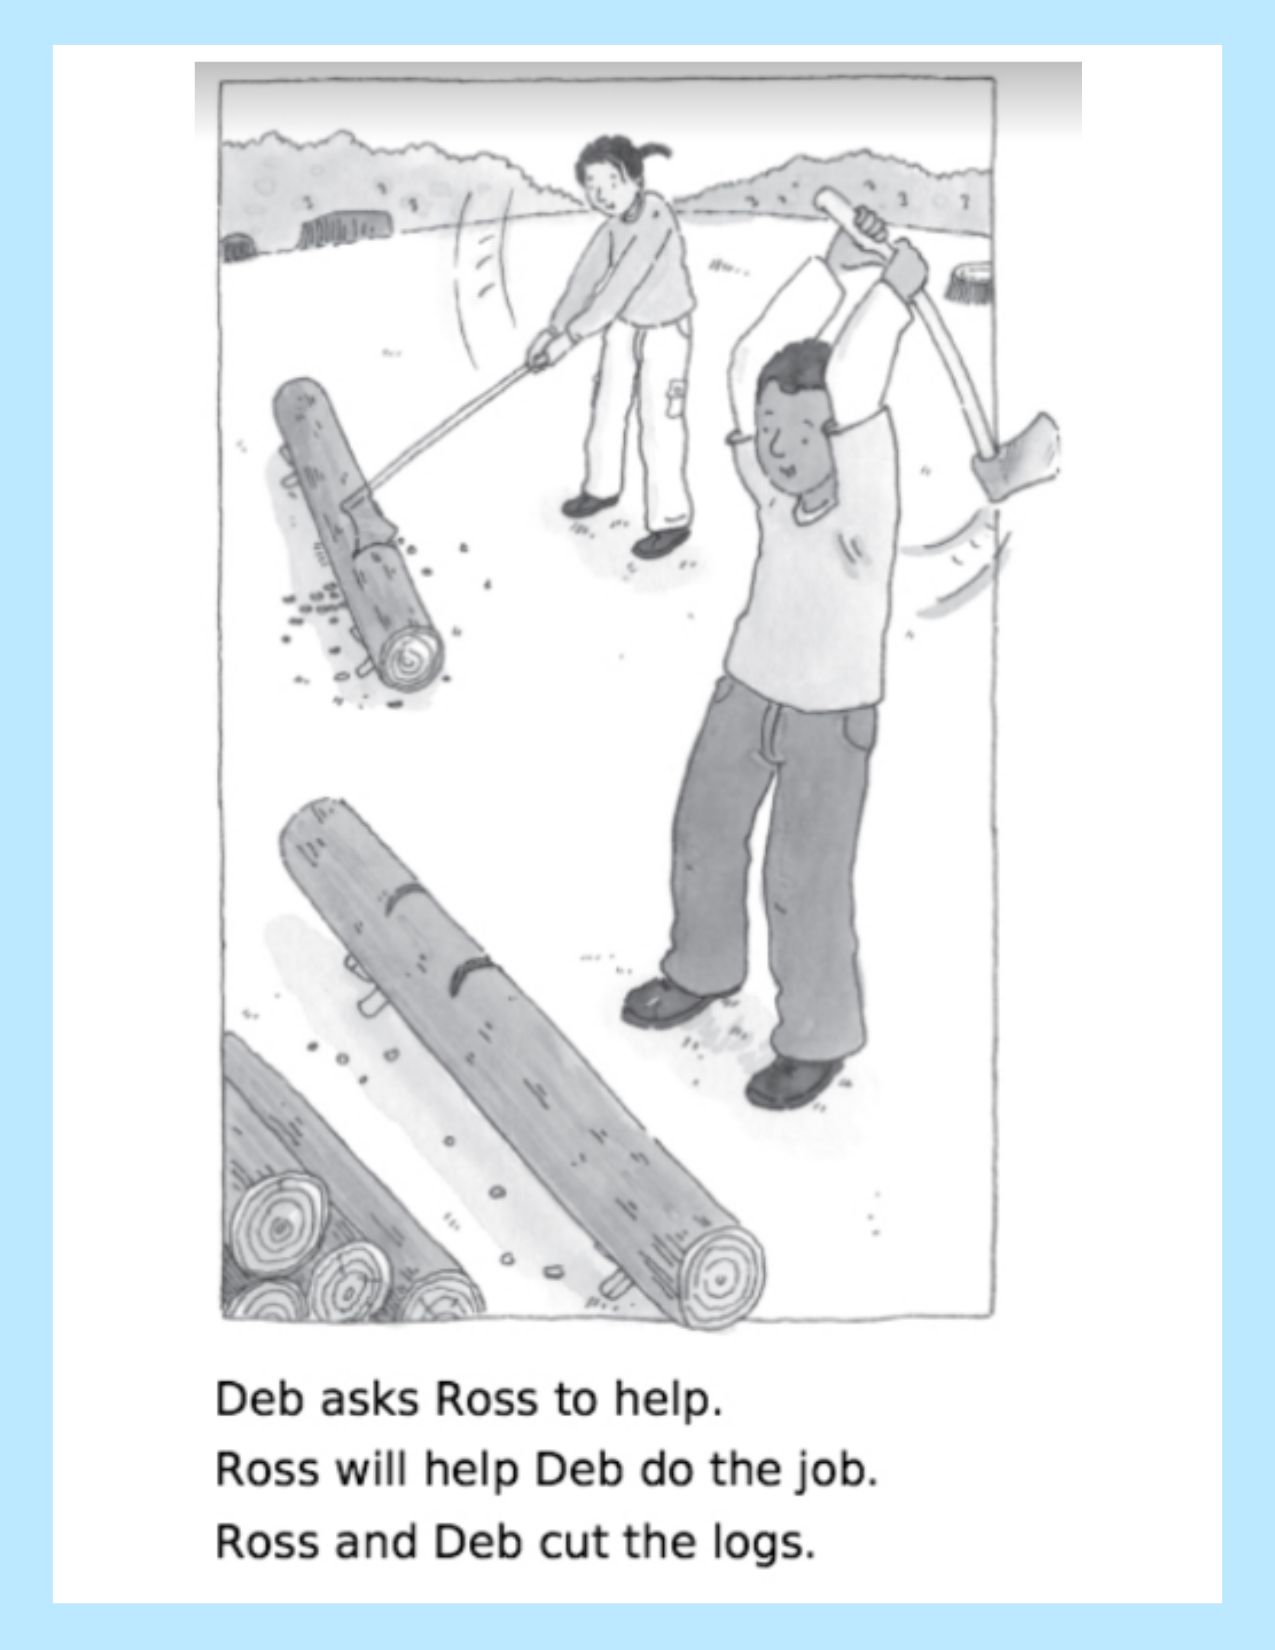 Deb asks Ross to help.
Ross will help Deb do the job.
Ross and Deb cut the logs.